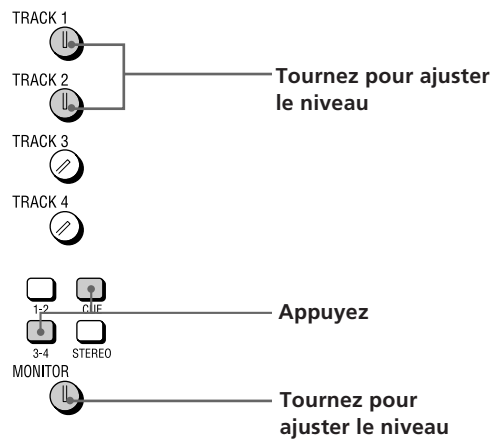 TRACK 1
TRACK 2
Tournez pour ajuster
le niveau
TRACK 3
TRACK 4
1-2 CUE
Appuyez
3-4 STEREO
MONITOR
Tournez pour
ajuster le niveau